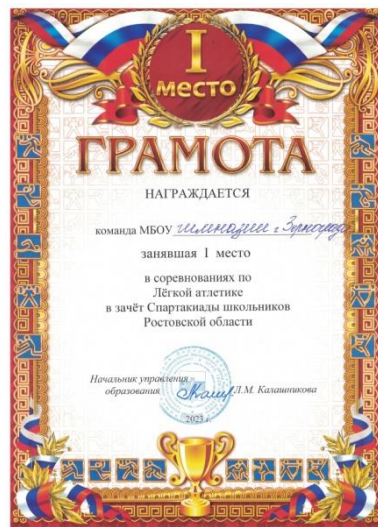 I
место
ГРАМОТА
НАГРАЖДАЕТСЯ
команда МБОУ гимназии г. Зернограда
занявшая I место
в соревнованиях по
Лёгкой атлетике
в зачёт Спартакиады школьников
Ростовской области
Начальник управления
образования Л.М. Калашникова
2023 г.